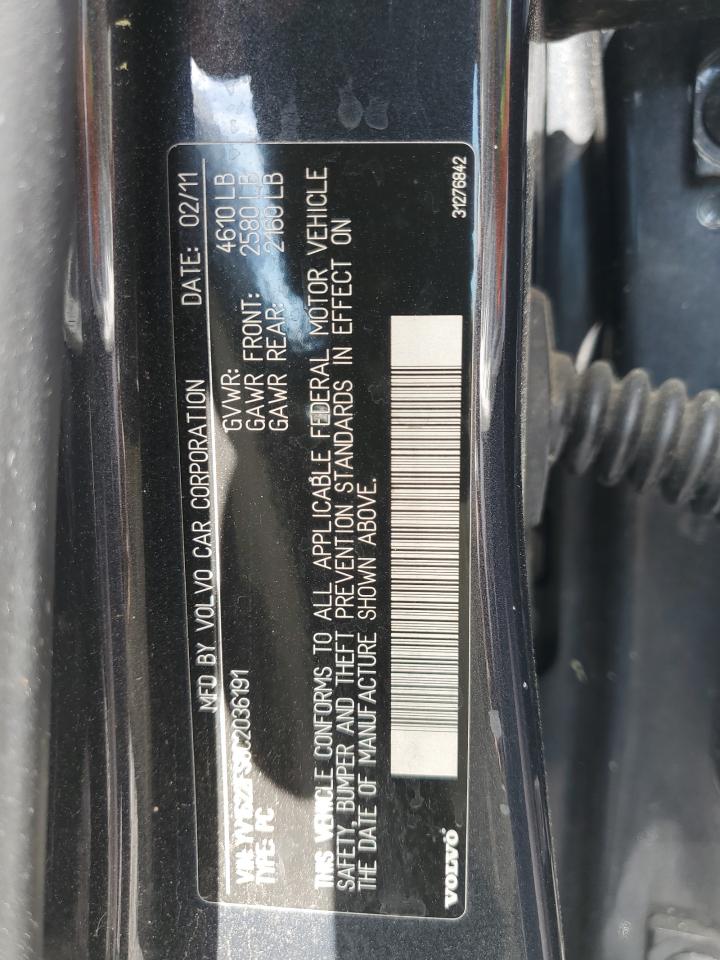 MFD BY VOLVO CAR CORPORATION DATE: 02/11
GVWR: 4610 LB
GAWR FRONT: 2580 LB
GAWR REAR: 2160 LB
VIN:
TYPE: PC
THIS VEHICLE CONFORMS TO ALL APPLICABLE FEDERAL MOTOR VEHICLE
SAFETY, BUMPER AND THEFT PREVENTION STANDARDS IN EFFECT ON
THE DATE OF MANUFACTURE SHOWN ABOVE.
VOLVO 31276842